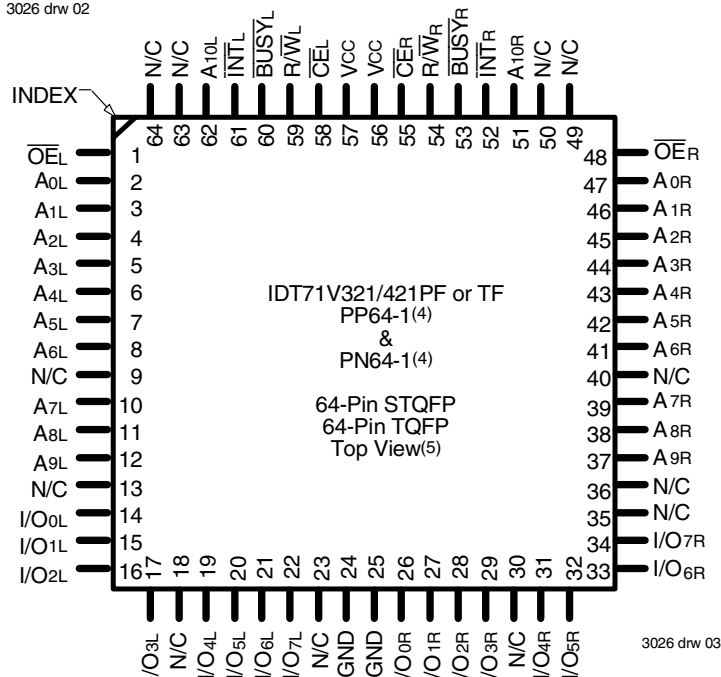 3026 drw 02
INDEX
N/C
N/C
A10L
INTL
BUSYL
R/WL
CEL
VCC
VCC
CER
R/WR
BUSYR
INTR
A10R
N/C
N/C
64
63
62
61
60
59
58
57
56
55
54
53
52
51
50
49
OEL 1
A0L 2
A1L 3
A2L 4
A3L 5
A4L 6
A5L 7
A6L 8
N/C 9
A7L 10
A8L 11
A9L 12
N/C 13
I/O0L 14
I/O1L 15
I/O2L 16
IDT71V321/421PF or TF
PP64-1(4)
&
PN64-1(4)
64-Pin STQFP
64-Pin TQFP
Top View(5)
48 OER
47 A0R
46 A1R
45 A2R
44 A3R
43 A4R
42 A5R
41 A6R
40 N/C
39 A7R
38 A8R
37 A9R
36 N/C
35 N/C
34 I/O7R
33 I/O6R
17
18
19
20
21
22
23
24
25
26
27
28
29
30
31
32
/O3L
N/C
I/O4L
I/O5L
I/O6L
I/O7L
N/C
GND
GND
/O0R
I/O1R
I/O2R
I/O3R
N/C
I/O4R
I/O5R
3026 drw 03